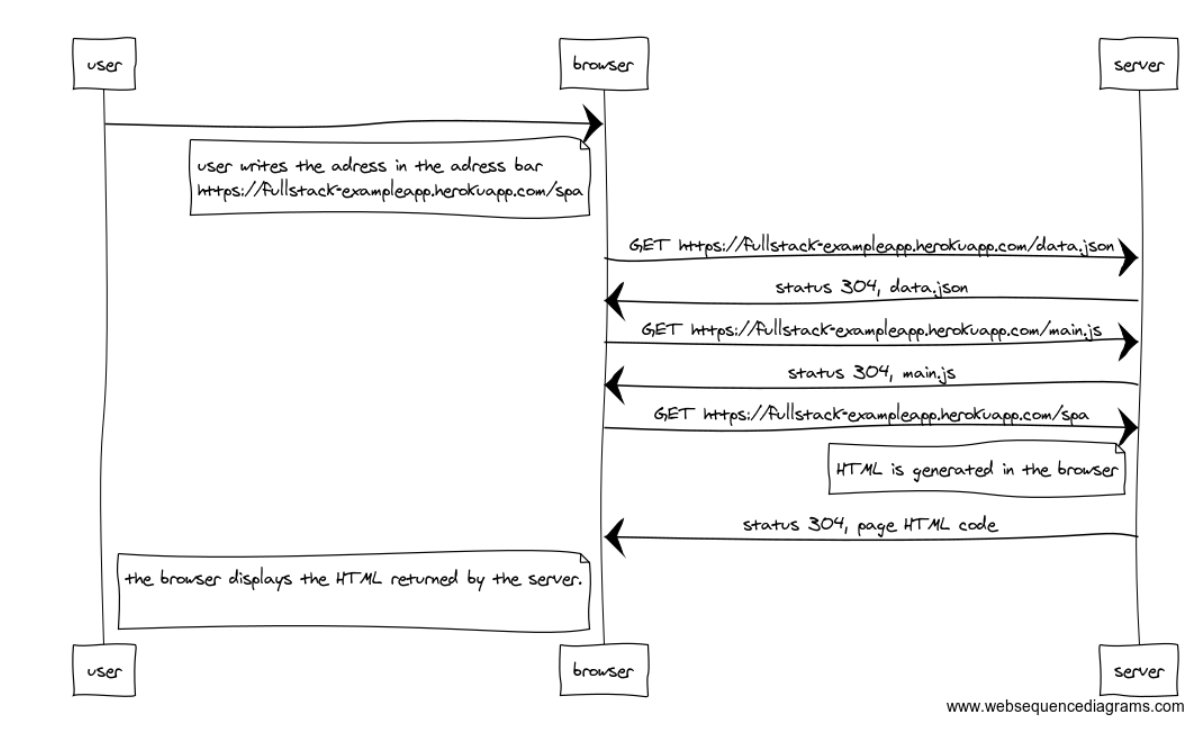 user
browser
server
user writes the adress in the adress bar
https://fullstack-exampleapp.herokuapp.com/spa
GET https://fullstack-exampleapp.herokuapp.com/data.json
status 304, data.json
GET https://fullstack-exampleapp.herokuapp.com/main.js
status 304, main.js
GET https://fullstack-exampleapp.herokuapp.com/spa
HTML is generated in the browser
status 304, page HTML code
the browser displays the HTML returned by the server.
user
browser
server
www.websequencediagrams.com